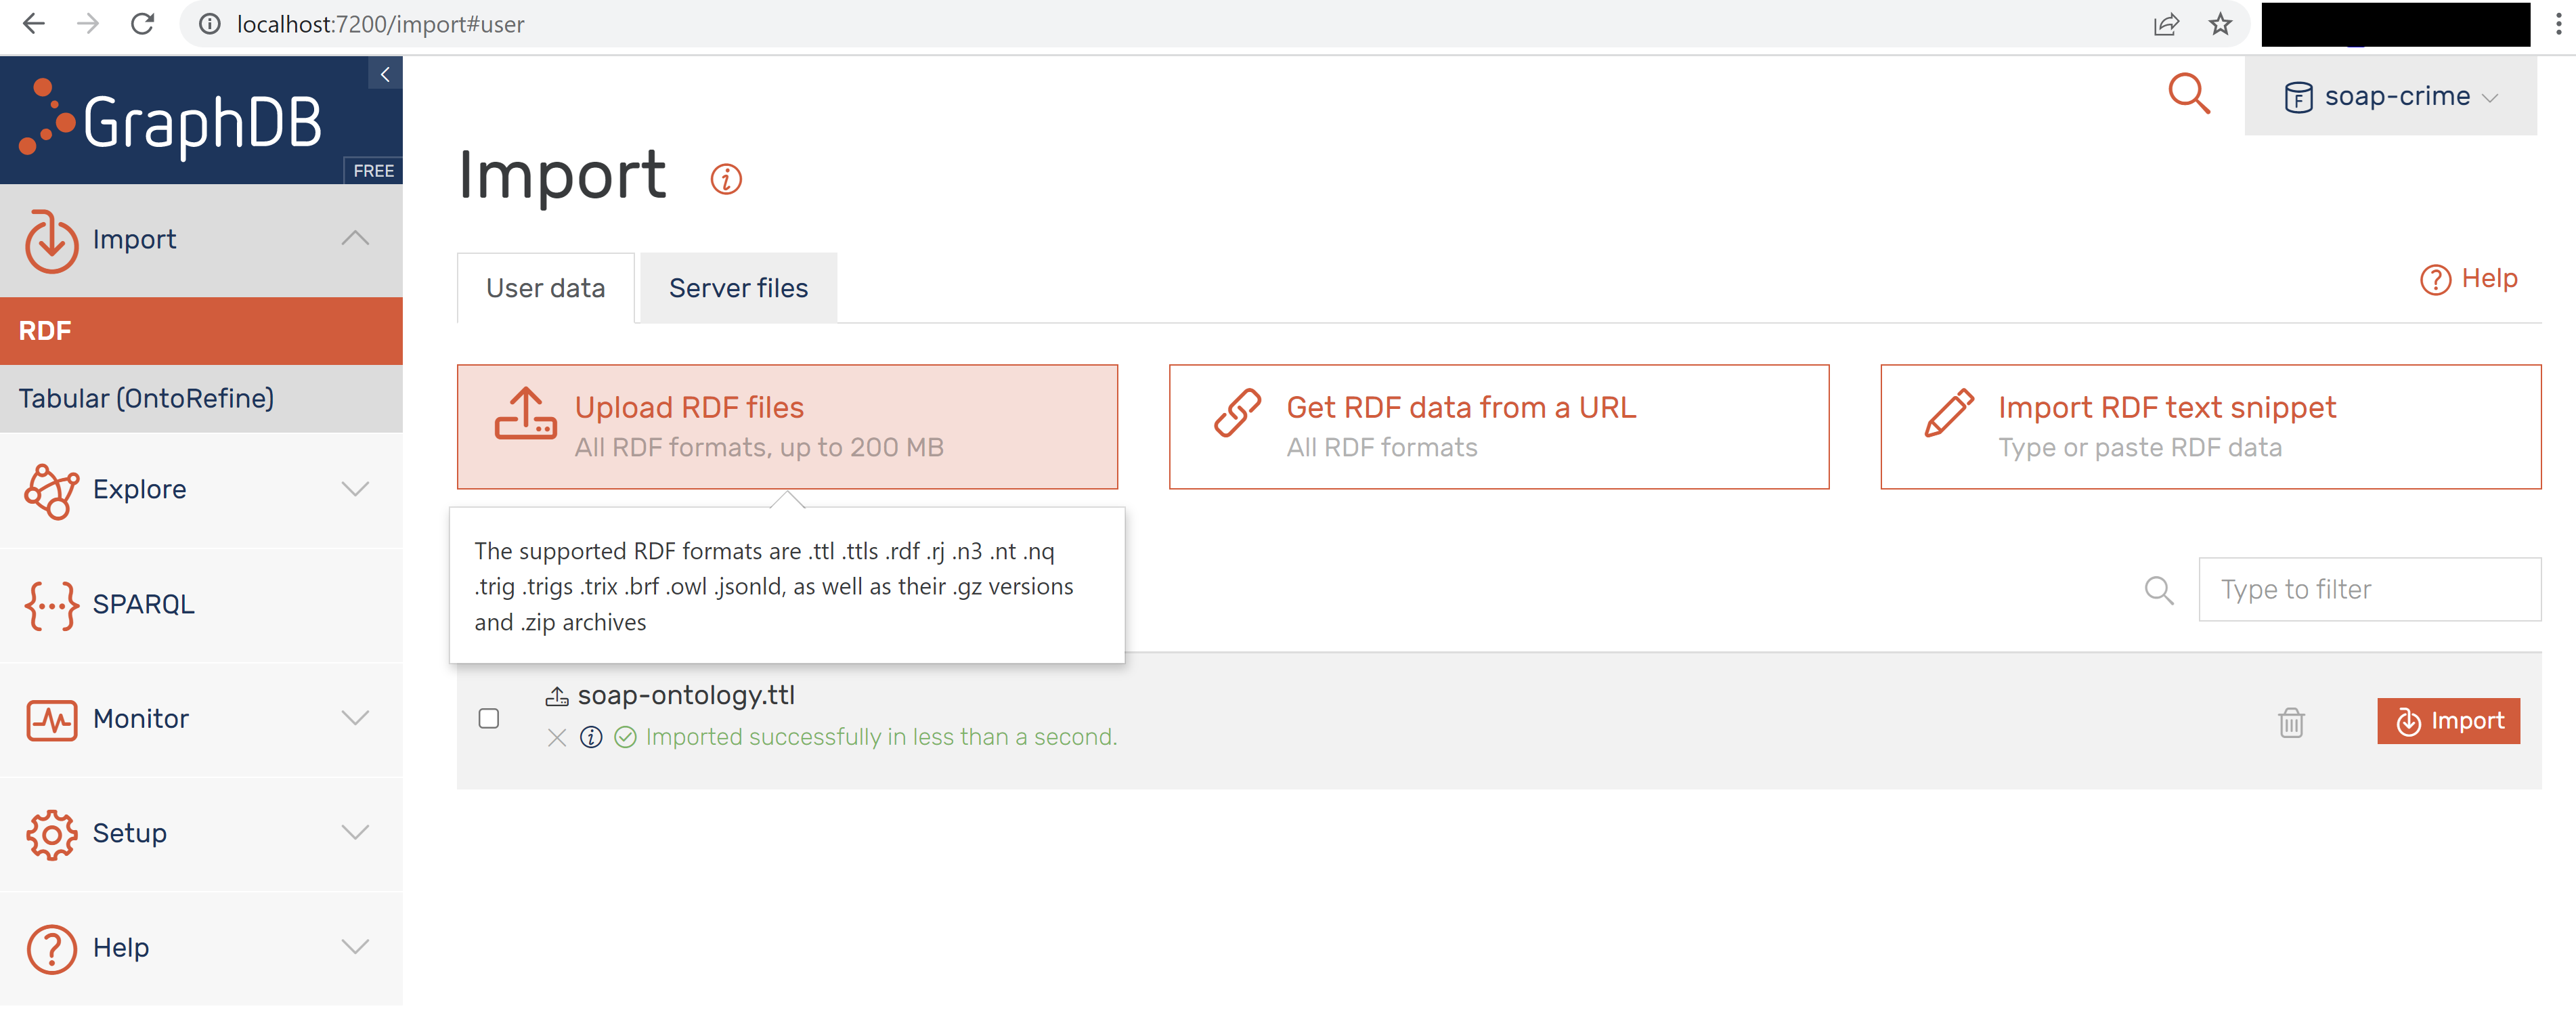 localhost:7200/import#user
GraphDB
FREE
soap-crime
Import
Import
RDF
Tabular (OntoRefine)
Explore
SPARQL
Monitor
Setup
Help
User data
Server files
Help
Upload RDF files
All RDF formats, up to 200 MB
Get RDF data from a URL
All RDF formats
Import RDF text snippet
Type or paste RDF data
The supported RDF formats are .ttl .ttls .rdf .rj .n3 .nt .nq
.trig .trigs .trix .brf .owl .jsonld, as well as their .gz versions
and .zip archives
Type to filter
soap-ontology.ttl
Imported successfully in less than a second.
Import